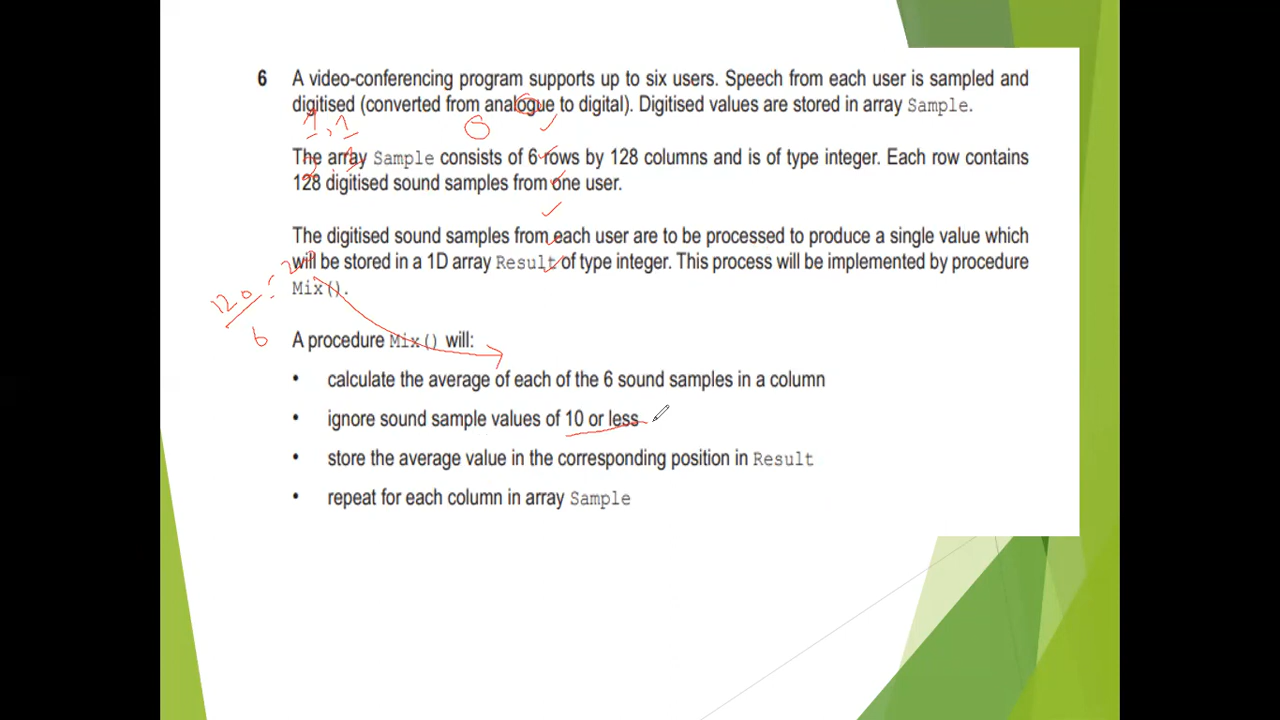 6 A video-conferencing program supports up to six users. Speech from each user is sampled and
digitised (converted from analogue to digital). Digitised values are stored in array Sample.
The array Sample consists of 6 rows by 128 columns and is of type integer. Each row contains
128 digitised sound samples from one user.
The digitised sound samples from each user are to be processed to produce a single value which
will be stored in a 1D array Result of type integer. This process will be implemented by procedure
Mix().
120
6
A procedure Mix() will:
• calculate the average of each of the 6 sound samples in a column
• ignore sound sample values of 10 or less
• store the average value in the corresponding position in Result
• repeat for each column in array Sample